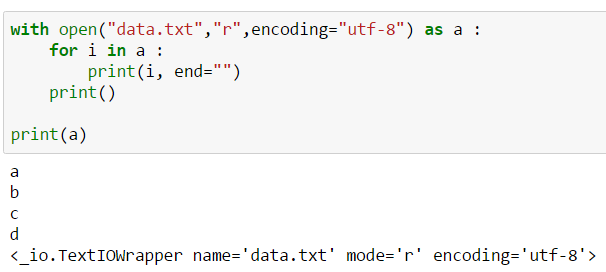 with open("data.txt","r",encoding="utf-8") as a :
    for i in a :
        print(i, end="")
    print()

print(a)
a
b
c
d
<_io.TextIOWrapper name='data.txt' mode='r' encoding='utf-8'>